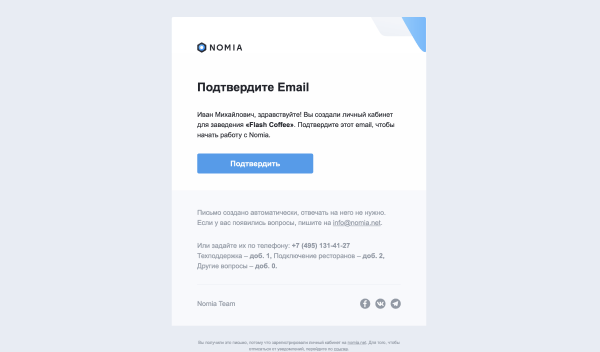 NOMIA
Подтвердите Email
Иван Михайлович, здравствуйте! Вы создали личный кабинет
для заведения «Flash Coffee». Подтвердите этот email, чтобы
начать работу с Nomia.
Подтвердить
Письмо создано автоматически, отвечать на него не нужно.
Если у вас появились вопросы, пишите на info@nomia.net.
Или задайте их по телефону: +7 (495) 131-41-27
Техподдержка – доб. 1, Подключение ресторанов – доб. 2,
Другие вопросы – доб. 0.
Nomia Team
Вы получили это письмо, потому что зарегистрировали личный кабинет на nomia.net. Для того, чтобы
отписаться от уведомлений, перейдите по ссылке.